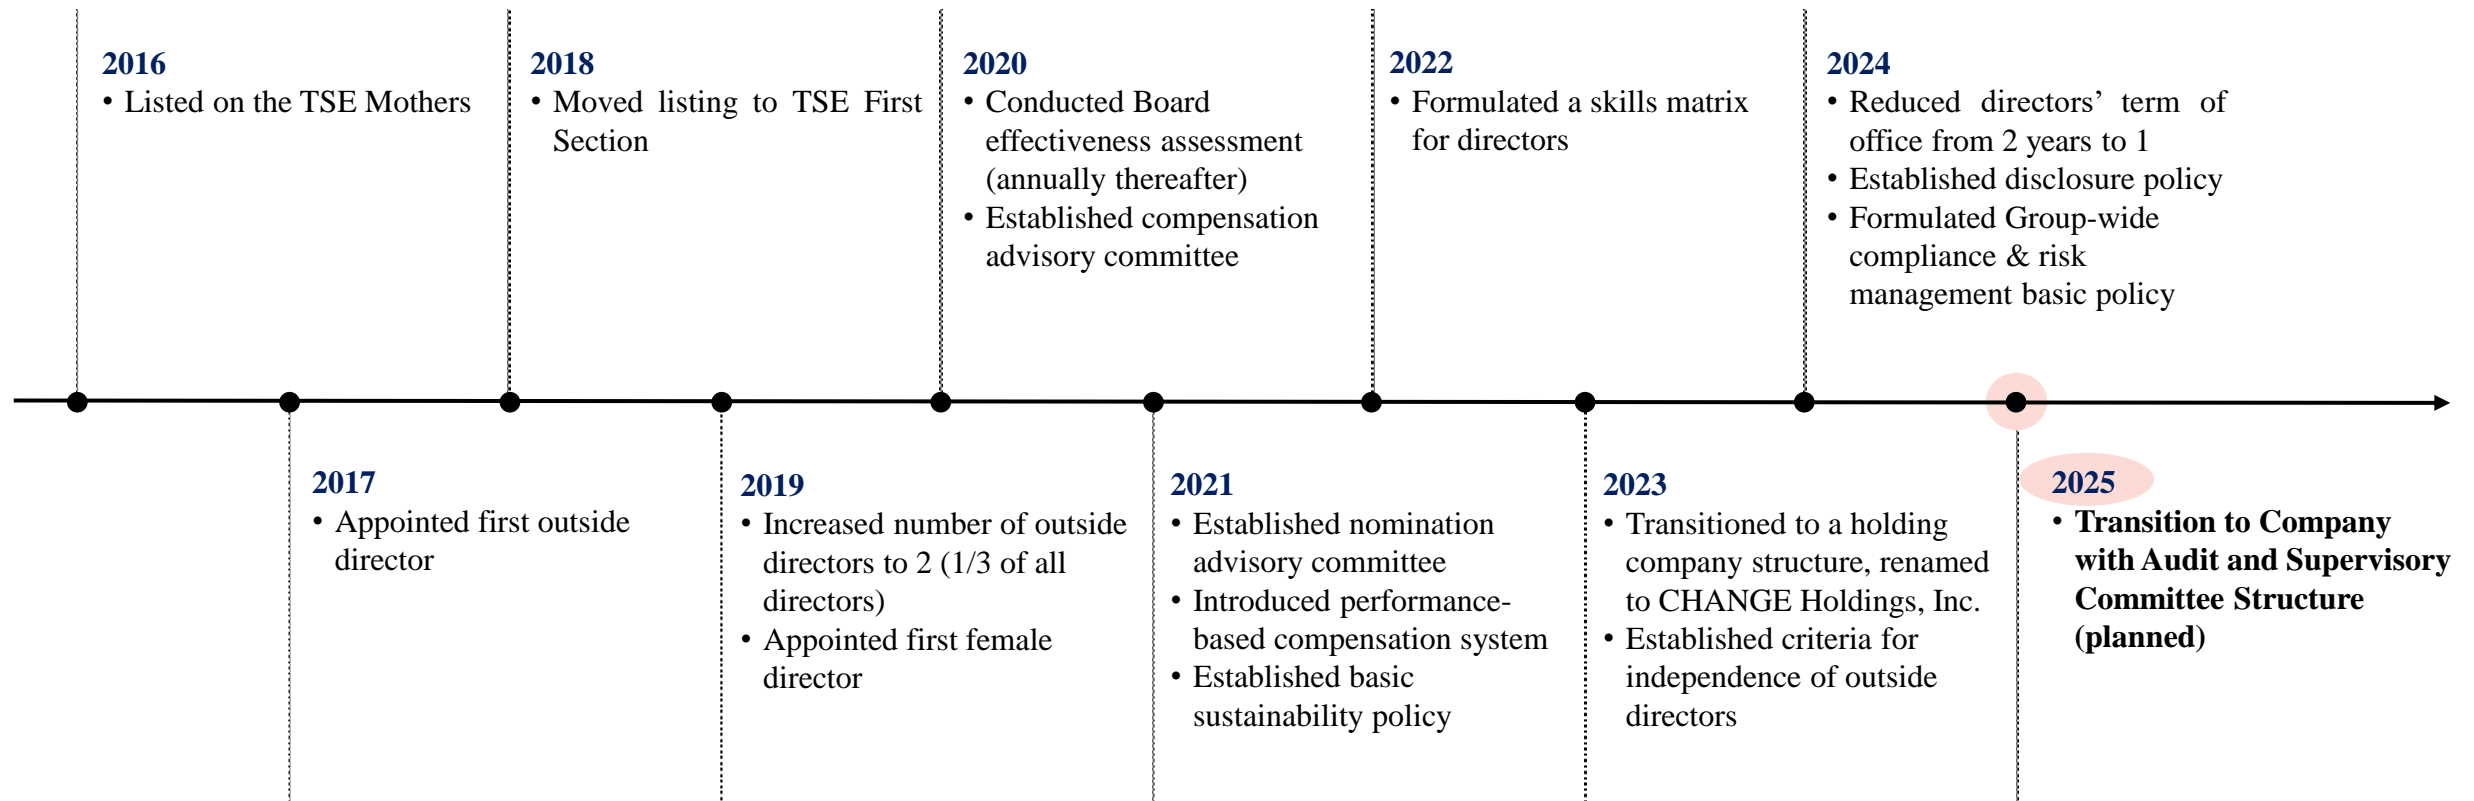 2016
• Listed on the TSE Mothers
2018
• Moved listing to TSE First
Section
2020
• Conducted Board
effectiveness assessment
(annually thereafter)
• Established compensation
advisory committee
2022
• Formulated a skills matrix
for directors
2024
• Reduced directors’ term of
office from 2 years to 1
• Established disclosure policy
• Formulated Group-wide
compliance & risk
management basic policy
2017
• Appointed first outside
director
2019
• Increased number of outside
directors to 2 (1/3 of all
directors)
• Appointed first female
director
2021
• Established nomination
advisory committee
• Introduced performance-
based compensation system
• Established basic
sustainability policy
2023
• Transitioned to a holding
company structure, renamed
to CHANGE Holdings, Inc.
• Established criteria for
independence of outside
directors
2025
• Transition to Company
with Audit and Supervisory
Committee Structure
(planned)